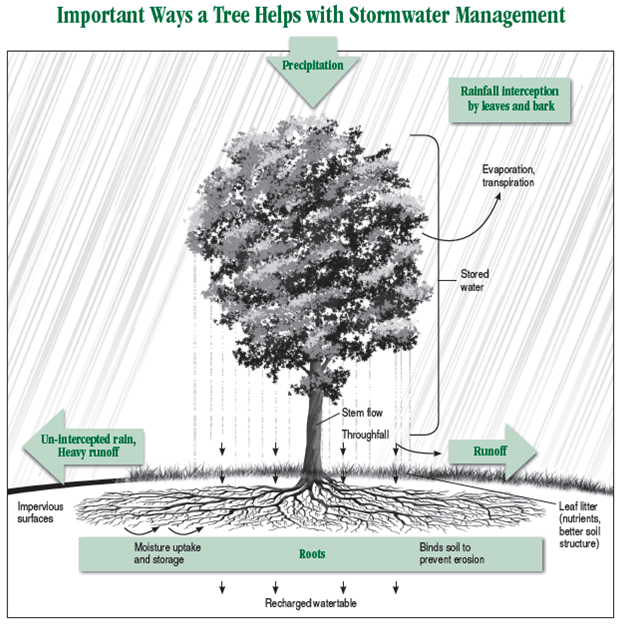 Important Ways a Tree Helps with Stormwater Management
Precipitation
Rainfall interception
by leaves and bark
Evaporation,
transpiration
Stored
water
Stem flow
Throughfall
Un-intercepted rain,
Heavy runoff
Runoff
Impervious
surfaces
Leaf litter
(nutrients,
better soil
structure)
Moisture uptake
and storage
Roots
Binds soil to
prevent erosion
Recharged watertable